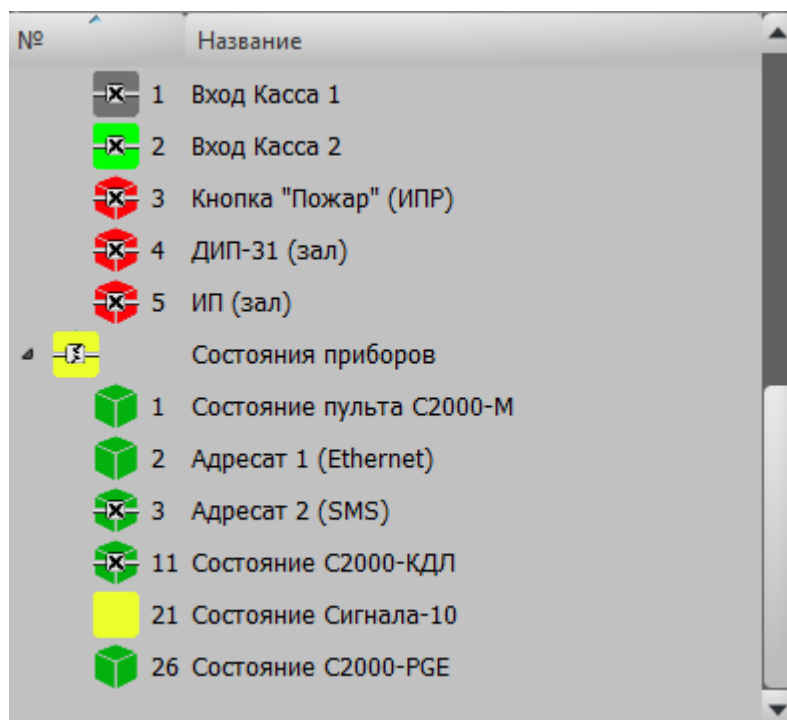 № Название
1 Вход Касса 1
2 Вход Касса 2
3 Кнопка "Пожар" (ИПР)
4 ДИП-31 (зал)
5 ИП (зал)
Состояния приборов
1 Состояние пульта С2000-М
2 Адресат 1 (Ethernet)
3 Адресат 2 (SMS)
11 Состояние С2000-КДЛ
21 Состояние Сигнала-10
26 Состояние С2000-PGE